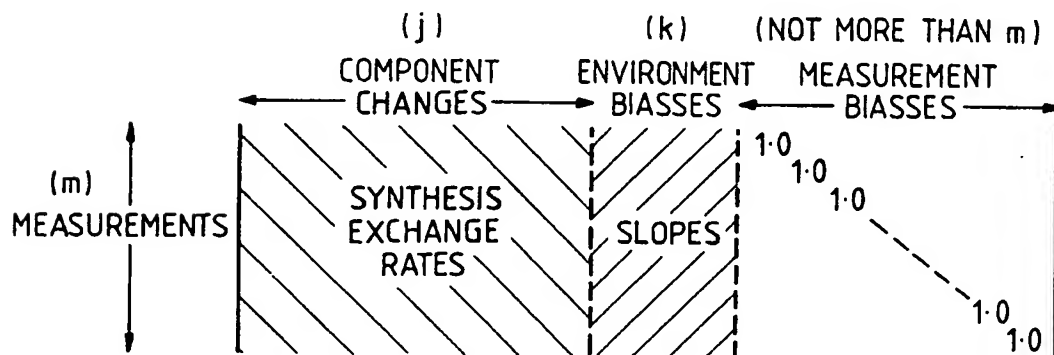 (j) (k) (NOT MORE THAN m)
COMPONENT ENVIRONMENT MEASUREMENT
CHANGES BIASSES BIASSES
1·0
(m) SYNTHESIS 1·0
MEASUREMENTS EXCHANGE SLOPES 1·0
RATES
1·0
1·0